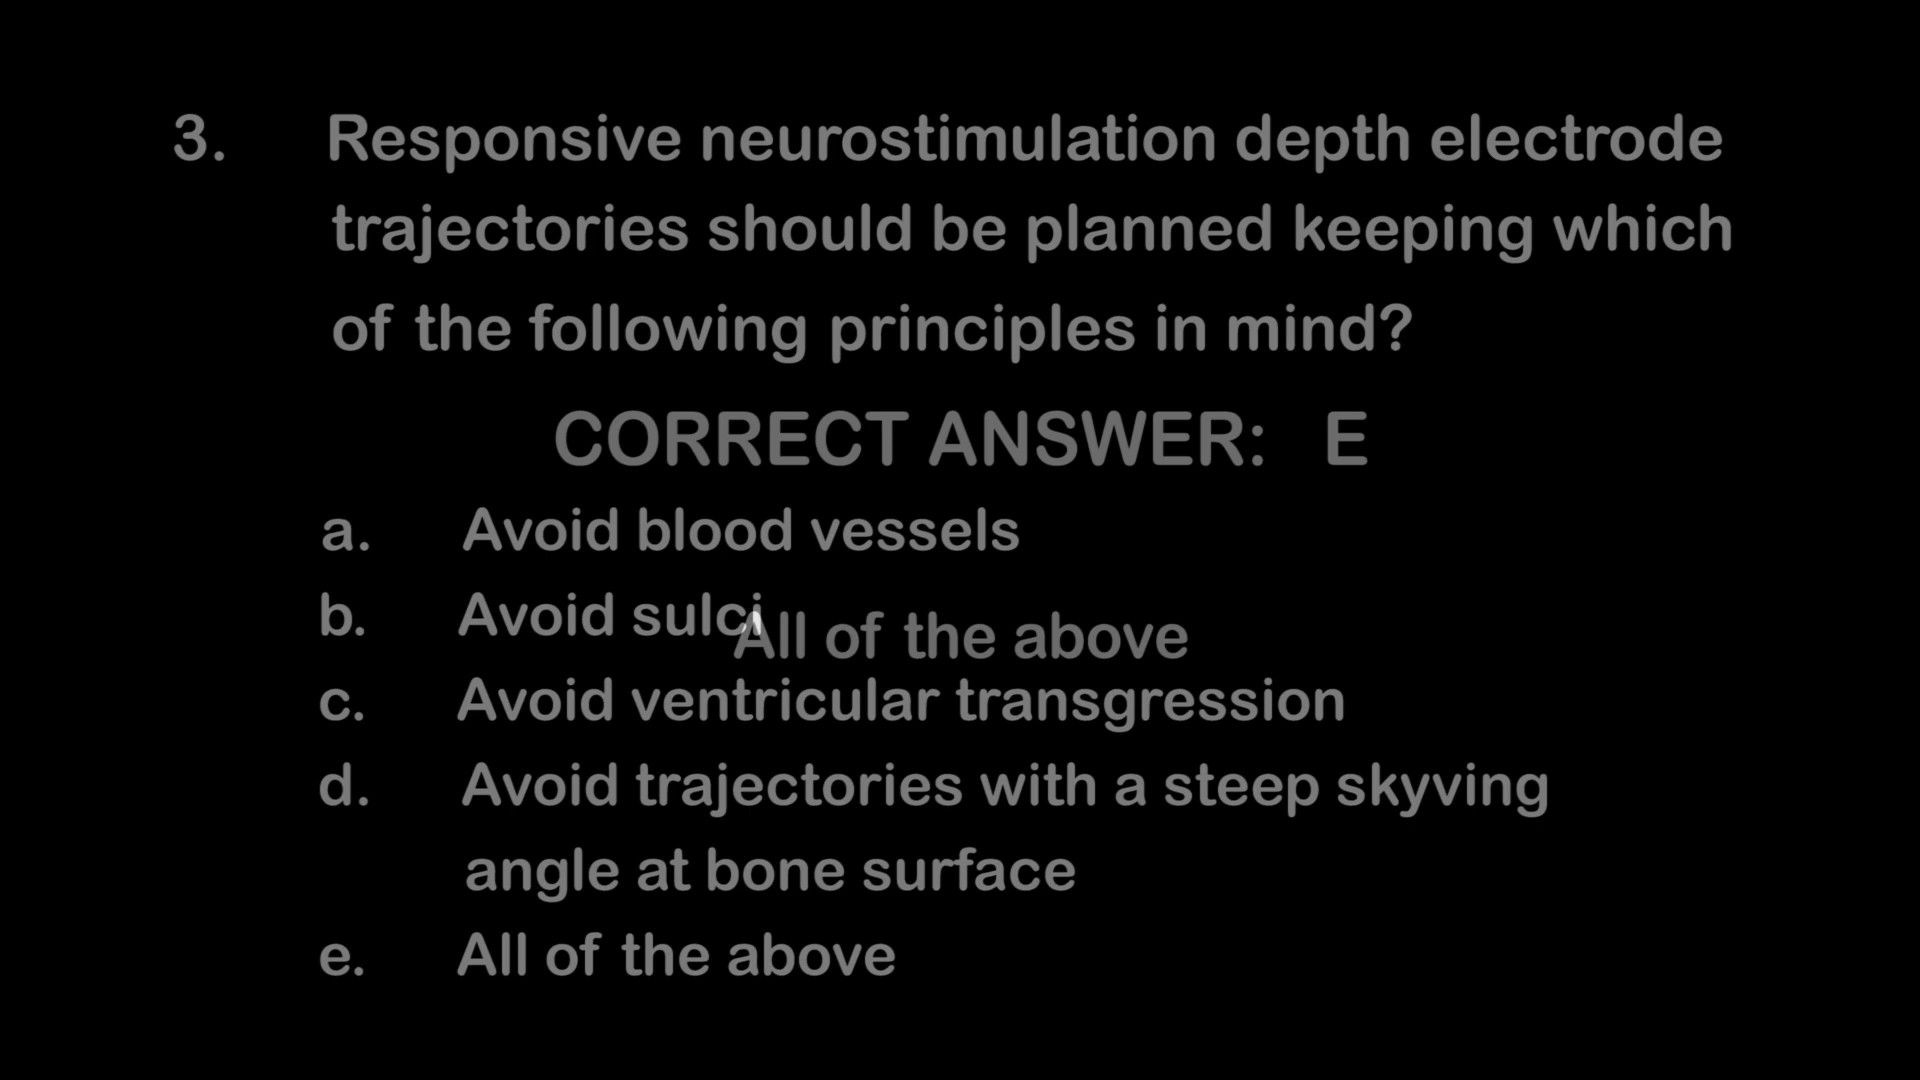 3. Responsive neurostimulation depth electrode
trajectories should be planned keeping which
of the following principles in mind?
CORRECT ANSWER: E
a. Avoid blood vessels
b. Avoid sulci
All of the above
c. Avoid ventricular transgression
d. Avoid trajectories with a steep skyving
angle at bone surface
e. All of the above